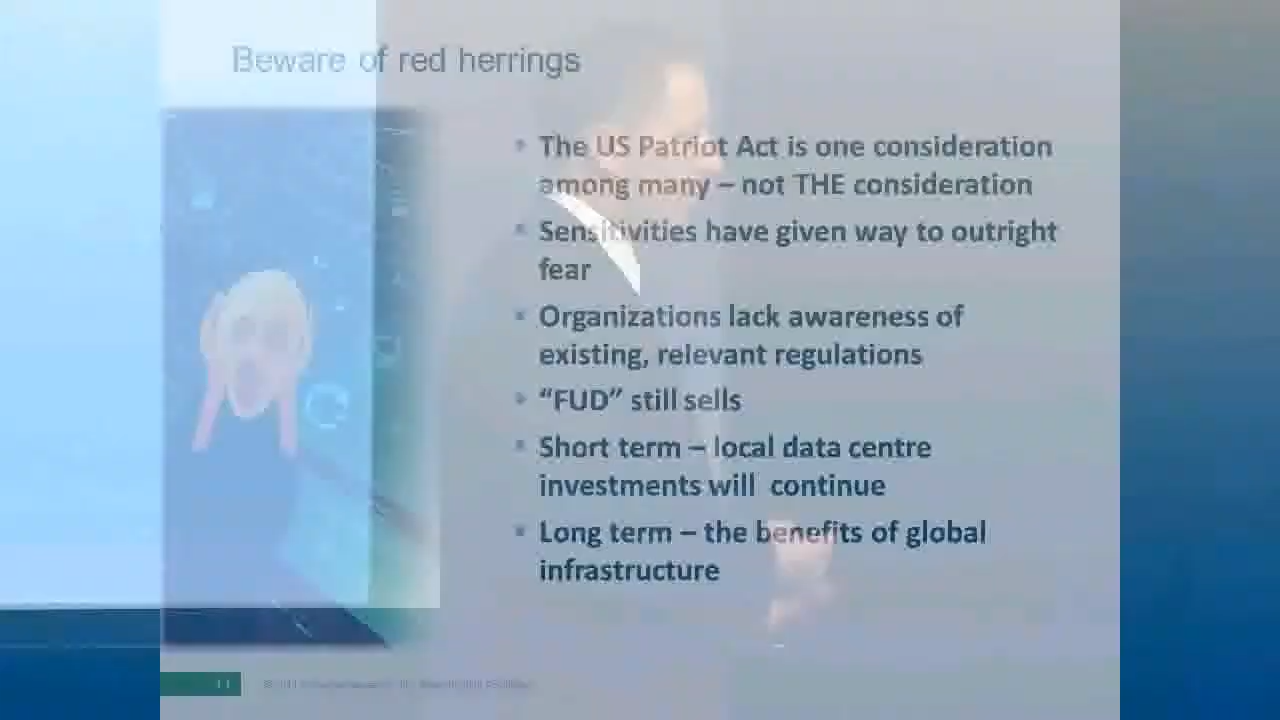 Beware of red herrings
The US Patriot Act is one consideration
among many – not THE consideration
Sensitivities have given way to outright
fear
Organizations lack awareness of
existing, relevant regulations
“FUD” still sells
Short term – local data centre
investments will continue
Long term – the benefits of global
infrastructure
11